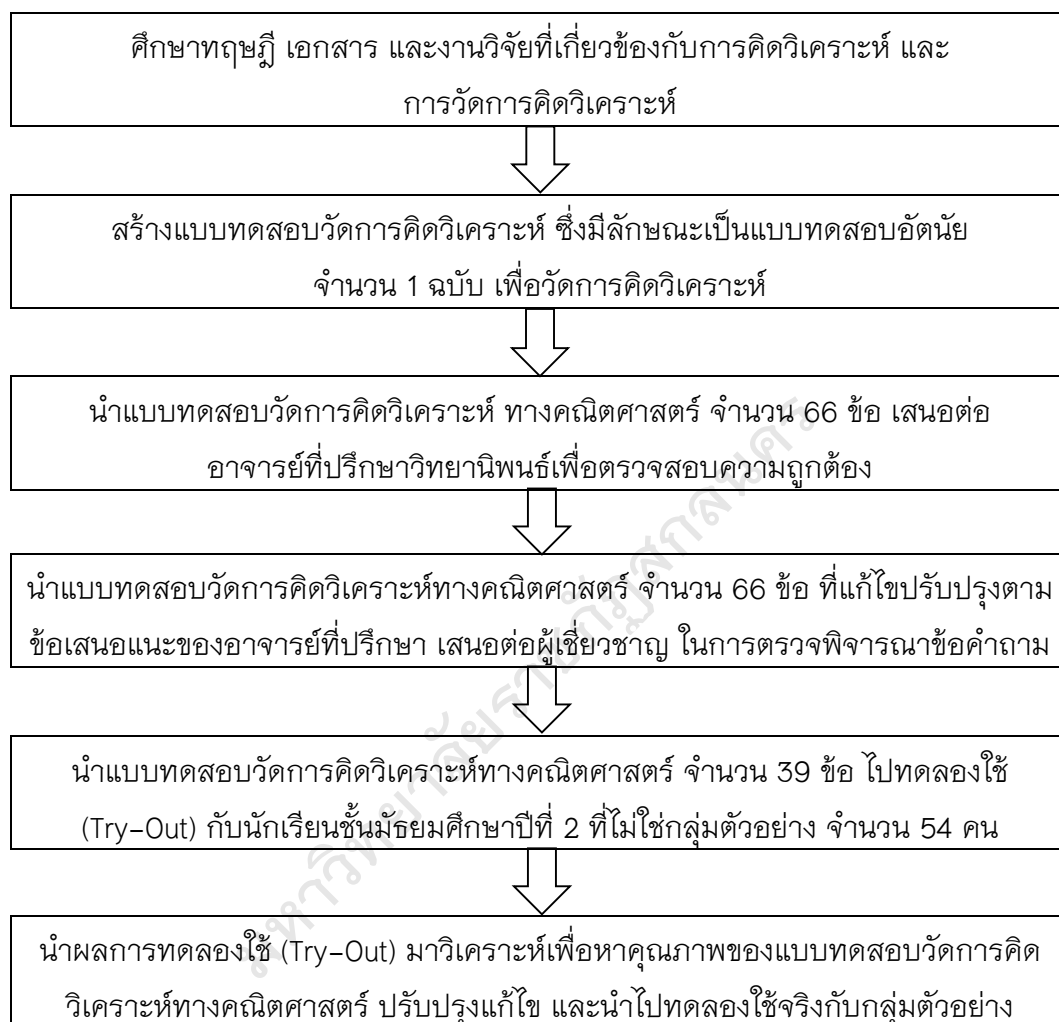 ศึกษาทฤษฎี เอกสาร และงานวิจัยที่เกี่ยวข้องกับการคิดวิเคราะห์ และ
การวัดการคิดวิเคราะห์
สร้างแบบทดสอบวัดการคิดวิเคราะห์ ซึ่งมีลักษณะเป็นแบบทดสอบอัตนัย
จำนวน 1 ฉบับ เพื่อวัดการคิดวิเคราะห์
นำแบบทดสอบวัดการคิดวิเคราะห์ ทางคณิตศาสตร์ จำนวน 66 ข้อ เสนอต่อ
อาจารย์ที่ปรึกษาวิทยานิพนธ์เพื่อตรวจสอบความถูกต้อง
นำแบบทดสอบวัดการคิดวิเคราะห์ทางคณิตศาสตร์ จำนวน 66 ข้อ ที่แก้ไขปรับปรุงตาม
ข้อเสนอแนะของอาจารย์ที่ปรึกษา เสนอต่อผู้เชี่ยวชาญ ในการตรวจพิจารณาข้อคำถาม
นำแบบทดสอบวัดการคิดวิเคราะห์ทางคณิตศาสตร์ จำนวน 39 ข้อ ไปทดลองใช้
(Try-Out) กับนักเรียนชั้นมัธยมศึกษาปีที่ 2 ที่ไม่ใช่กลุ่มตัวอย่าง จำนวน 54 คน
นำผลการทดลองใช้ (Try-Out) มาวิเคราะห์เพื่อหาคุณภาพของแบบทดสอบวัดการคิด
วิเคราะห์ทางคณิตศาสตร์ ปรับปรุงแก้ไข และนำไปทดลองใช้จริงกับกลุ่มตัวอย่าง
มหาวิทยาลัยราชภัฏสกลนคร